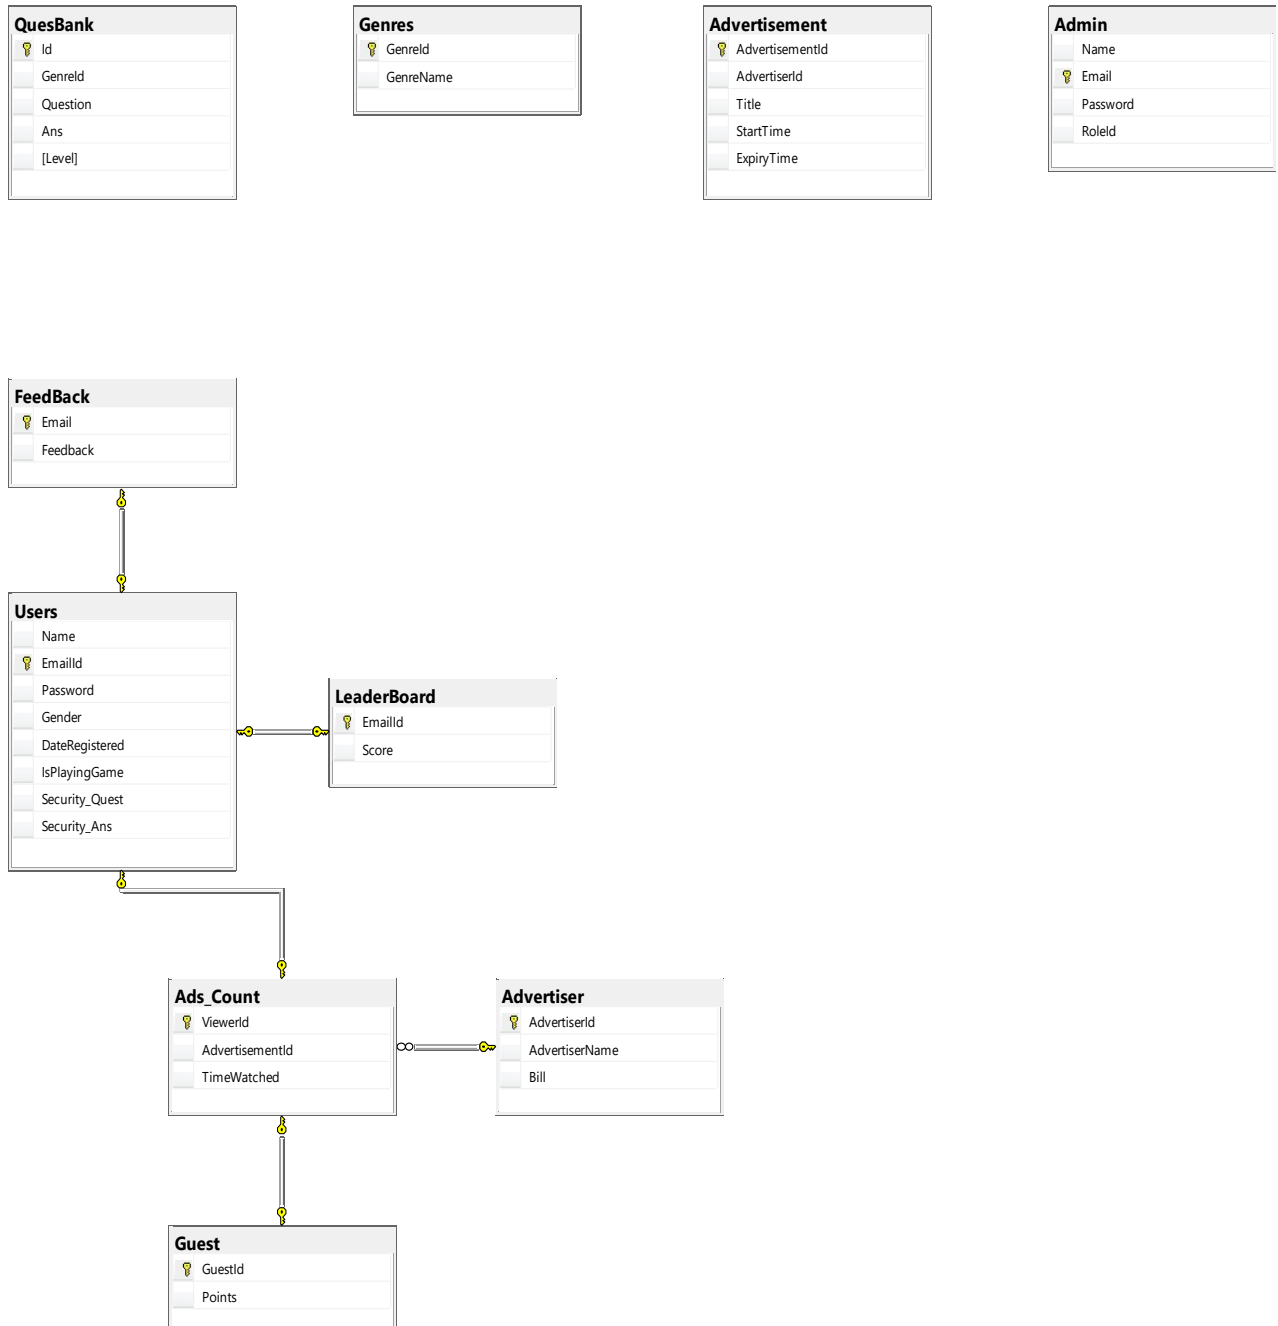 QuesBank
Id
GenreId
Question
Ans
[Level]
Genres
GenreId
GenreName
Advertisement
AdvertisementId
AdvertiserId
Title
StartTime
ExpiryTime
Admin
Name
Email
Password
RoleId
FeedBack
Email
Feedback
Users
Name
EmailId
Password
Gender
DateRegistered
IsPlayingGame
Security_Quest
Security_Ans
LeaderBoard
EmailId
Score
Ads_Count
ViewerId
AdvertisementId
TimeWatched
Advertiser
AdvertiserId
AdvertiserName
Bill
Guest
GuestId
Points